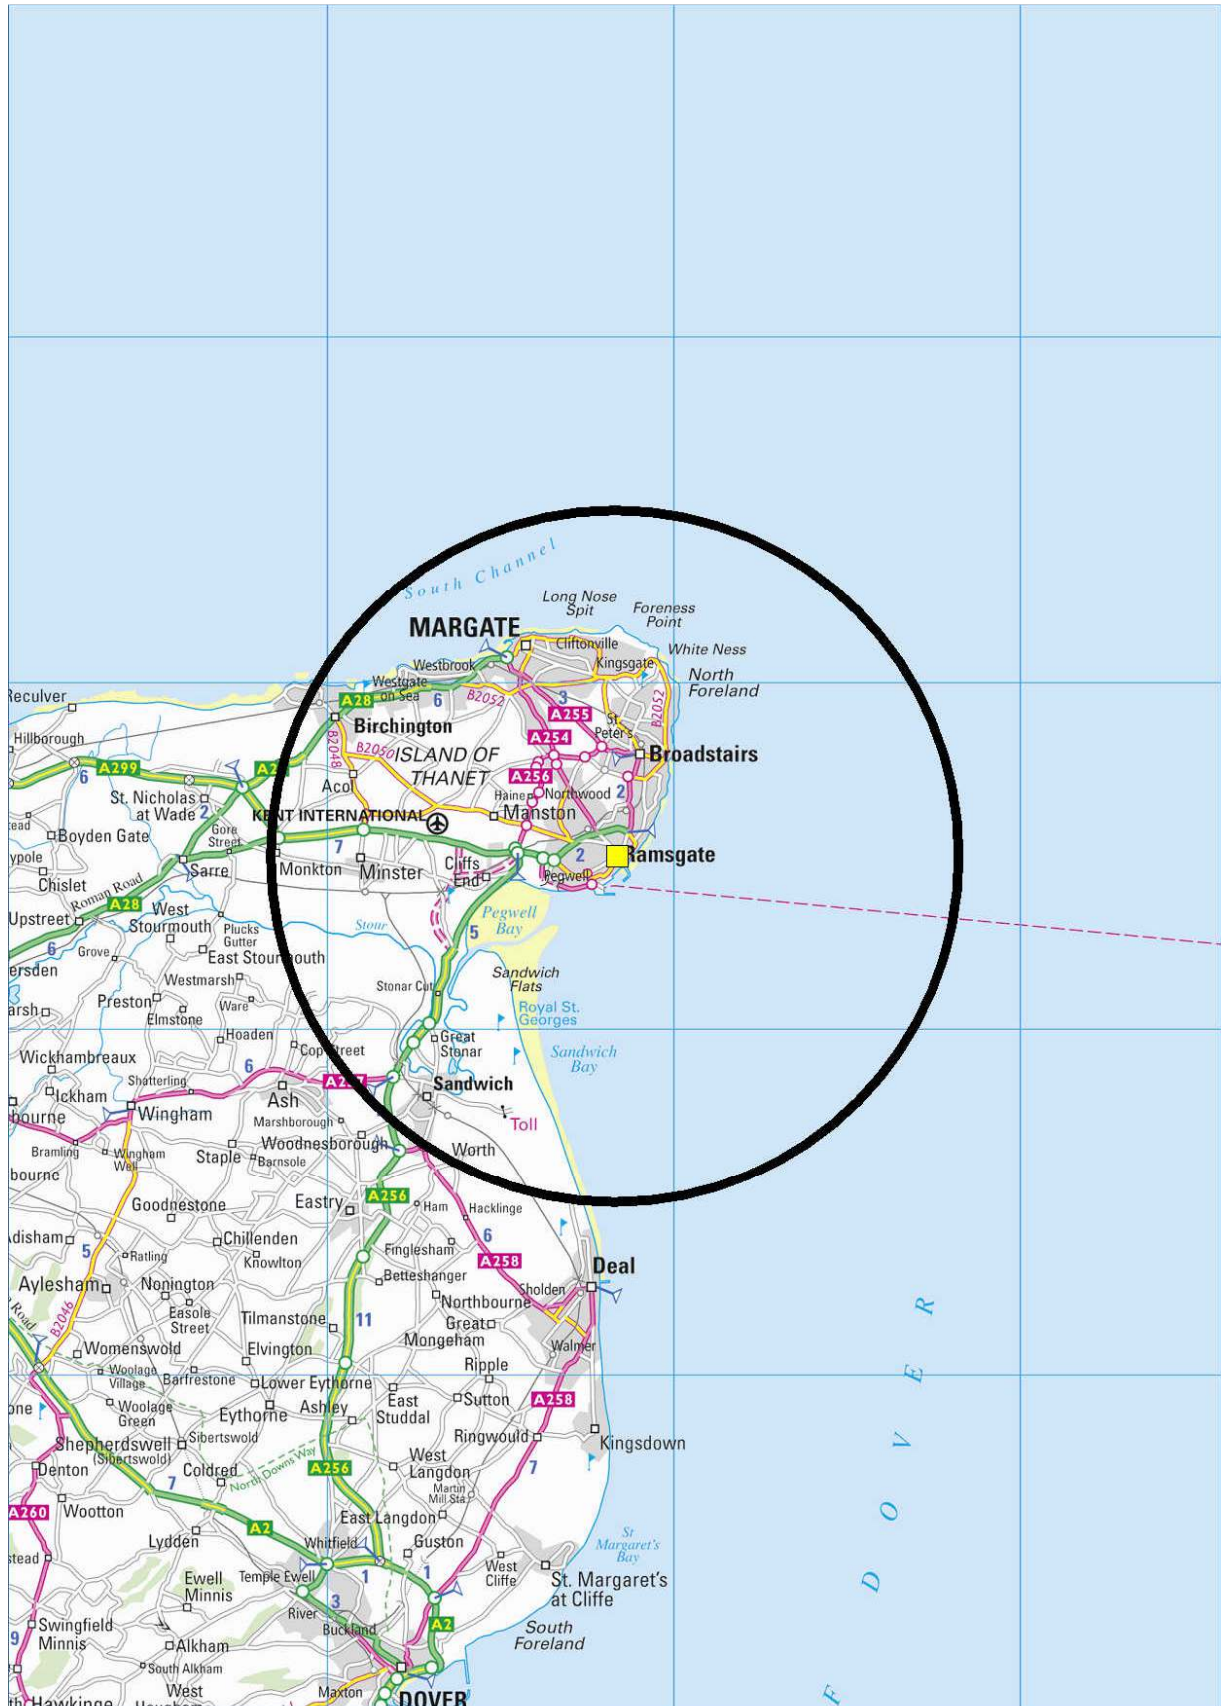 South Channel
Long Nose
Spit
Foreness
Point
MARGATE
Cliftonville
White Ness
Westbrook
Kingsgate
North
Foreland
Westgate
on Sea
Reculver
A28
6
B2052
3
B2052
A255
St.
Peter's
Birchington
Hillborough
B2048
B2050
ISLAND OF
THANET
A254
Broadstairs
6
A299
A256
Acol
Haine
Northwood
2
St. Nicholas
at Wade
2
KENT INTERNATIONAL
Manston
Boyden Gate
Gore
Street
7
2
Ramsgate
Sarre
Monkton
Minster
Cliffs
End
Pegwell
Chislet
Roman Road
A28
Upstreet
West
Stourmouth
Plucks
Gutter
Stour
5
Pegwell
Bay
6
Grove
East Stourmouth
Westmarsh
Sandwich
Flats
Preston
Ware
Stonar Cut
Elmstone
Royal St.
Georges
Hoaden
Cop Street
Great
Stonar
Wickhambreaux
Sandwich
Bay
6
Shatterling
A257
Sandwich
Ickham
Ash
Wingham
Marshborough
Toll
Bramling
Wingham
Well
Staple
Barnsole
Woodnesborough
Worth
Goodnestone
Eastry
A256
Ham
Hacklinge
Chillenden
6
5
Ratling
Knowlton
Finglesham
A258
Deal
Aylesham
Nonington
Betteshanger
Sholden
Easole
Street
Northbourne
Road
B2046
Tilmanstone
11
Great
Mongeham
Womenswold
Elvington
Walmer
Woolage
Village
Barfrestone
Ripple
Lower Eythorne
East
Studdal
Sutton
A258
Woolage
Green
Eythorne
Ashley
Shepherdswell
(Sibertswold)
Sibertswold
Ringwould
Kingsdown
Denton
Coldred
North Downs Way
A256
West
Langdon
7
7
Martin
Mill Sta
A260
Wootton
A2
East Langdon
Lydden
Whitfield
Guston
St
Margaret's
Bay
Ewell
Minnis
Temple Ewell
1
1
West
Cliffe
St. Margaret's
at Cliffe
River
3
Swingfield
Minnis
9
Buckland
A2
South
Foreland
Alkham
South Alkham
West
Maxton
DOVER
Hawkinge
F DOVER